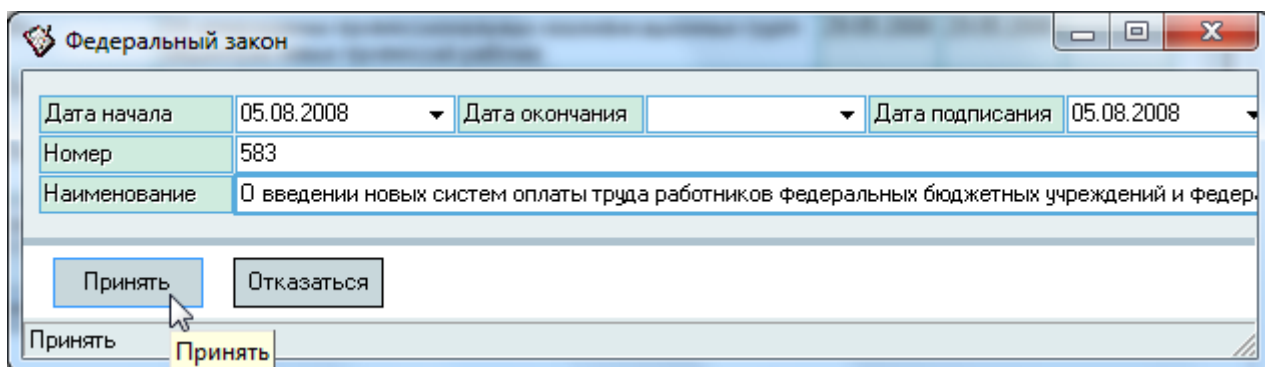 Федеральный закон
Дата начала 05.08.2008 Дата окончания Дата подписания 05.08.2008
Номер 583
Наименование О введении новых систем оплаты труда работников федеральных бюджетных учреждений и федер
Принять Отказаться
Принять
Принять